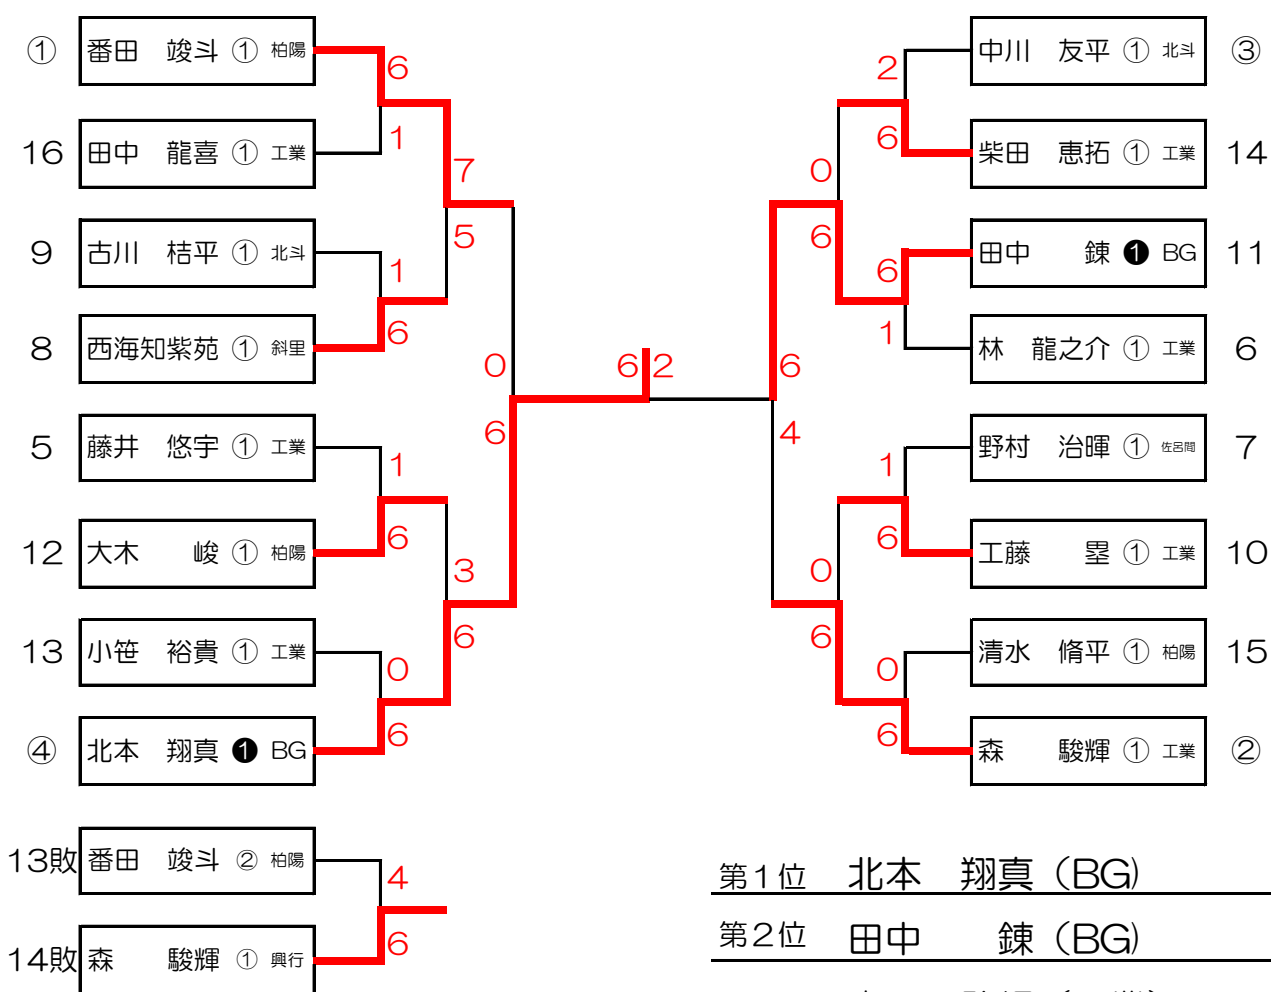 ① 番田 竣斗 ① 柏陽
6
1
16 田中 龍喜 ① 工業
7
5
9 古川 桔平 ① 北斗
1
6
8 西海知紫苑 ① 斜里
0
6
5 藤井 悠宇 ① 工業
1
6
12 大木 峻 ① 柏陽
3
6
13 小笹 裕貴 ① 工業
0
6
④ 北本 翔真 ❶ BG
6 2
中川 友平 ① 北斗 ③
2
6
柴田 恵拓 ① 工業 14
0
6
田中 錬 ❶ BG 11
6
1
林 龍之介 ① 工業 6
6
4
野村 治暉 ① 佐呂間 7
1
6
工藤 塁 ① 工業 10
0
6
清水 脩平 ① 柏陽 15
0
6
森 駿輝 ① 工業 ②
13敗 番田 竣斗 ② 柏陽
4
6
14敗 森 駿輝 ① 興行
第1位 北本 翔真（BG）
第2位 田中 錬（BG）